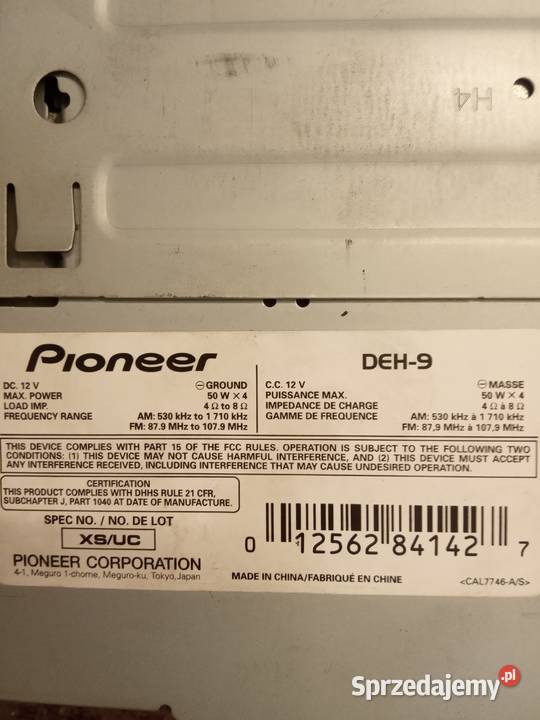 H4
Pioneer
DEH-9
DC. 12 V ⊖GROUND
MAX. POWER 50 W × 4
LOAD IMP. 4 Ω to 8 Ω
FREQUENCY RANGE AM: 530 kHz to 1 710 kHz
FM: 87.9 MHz to 107.9 MHz
C.C. 12 V ⊖MASSE
PUISSANCE MAX. 50 W × 4
IMPEDANCE DE CHARGE 4 Ω à 8 Ω
GAMME DE FREQUENCE AM: 530 kHz à 1 710 kHz
FM: 87,9 MHz à 107,9 MHz
THIS DEVICE COMPLIES WITH PART 15 OF THE FCC RULES. OPERATION IS SUBJECT TO THE FOLLOWING TWO
CONDITIONS: (1) THIS DEVICE MAY NOT CAUSE HARMFUL INTERFERENCE, AND (2) THIS DEVICE MUST ACCEPT
ANY INTERFERENCE RECEIVED, INCLUDING INTERFERENCE THAT MAY CAUSE UNDESIRED OPERATION.
CERTIFICATION
THIS PRODUCT COMPLIES WITH DHHS RULE 21 CFR,
SUBCHAPTER J, PART 1040 AT DATE OF MANUFACTURE.
SPEC NO. / NO. DE LOT
XS/UC
PIONEER CORPORATION
4-1, Meguro 1-chome, Meguro-ku, Tokyo,Japan
0 12562 84142 7
MADE IN CHINA/FABRIQUÉ EN CHINE
<CAL7746-A/S>
Sprzedajemy.pl